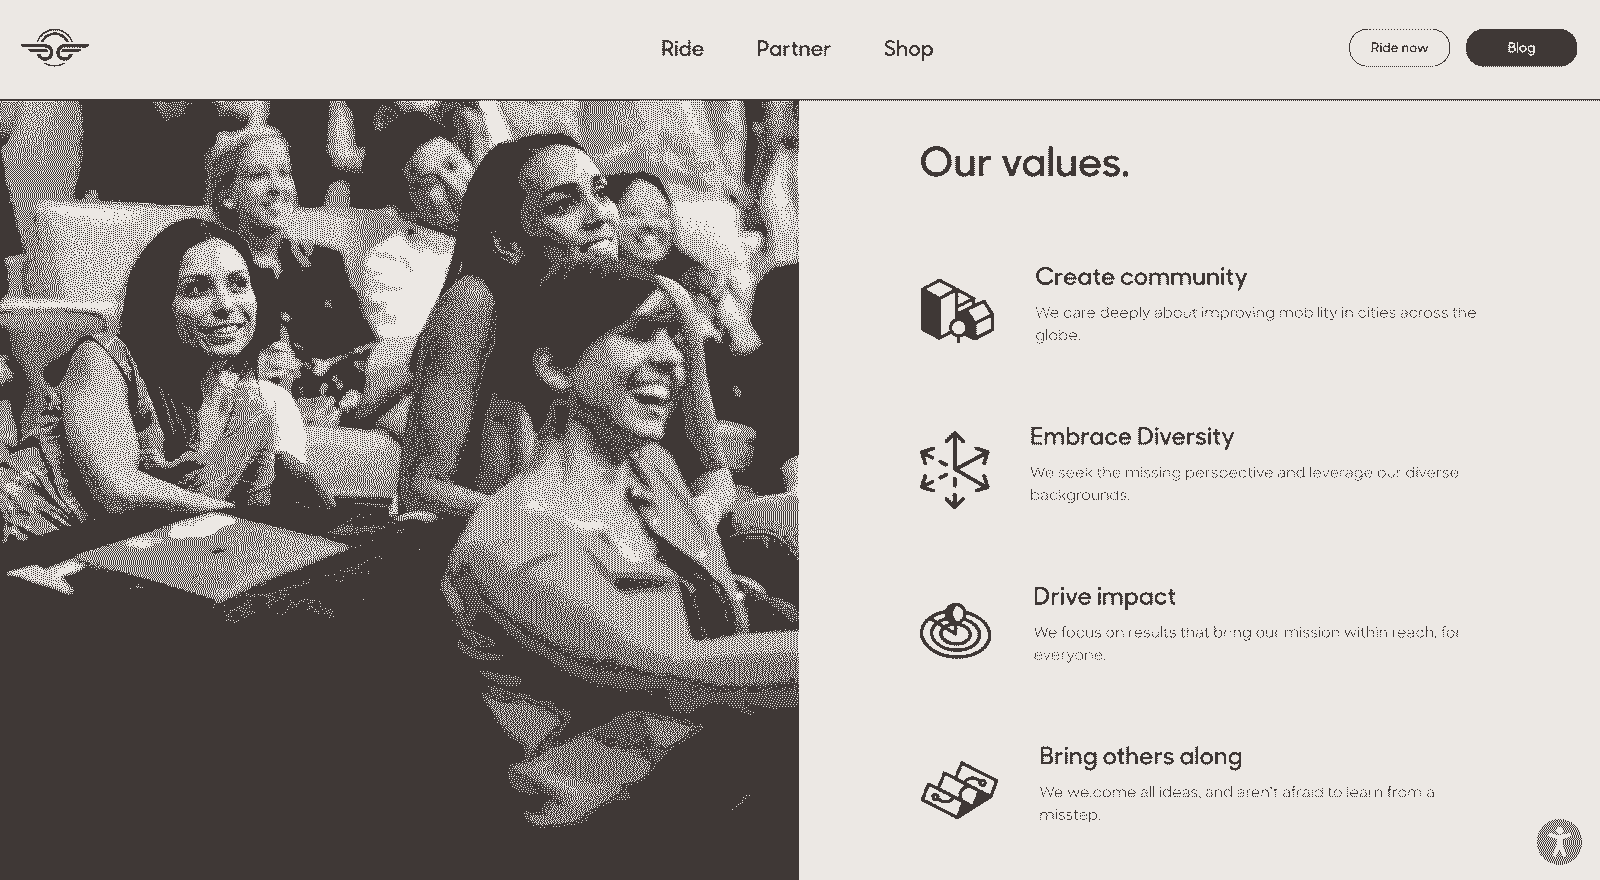 Ride
Partner
Shop
Ride now
Blog
Our values.
Create community
We care deeply about improving mobility in cities across the
globe.
Embrace Diversity
We seek the missing perspective and leverage our diverse
backgrounds.
Drive impact
We focus on results that bring our mission within reach, for
everyone.
Bring others along
We welcome all ideas, and aren't afraid to learn from a
misstep.